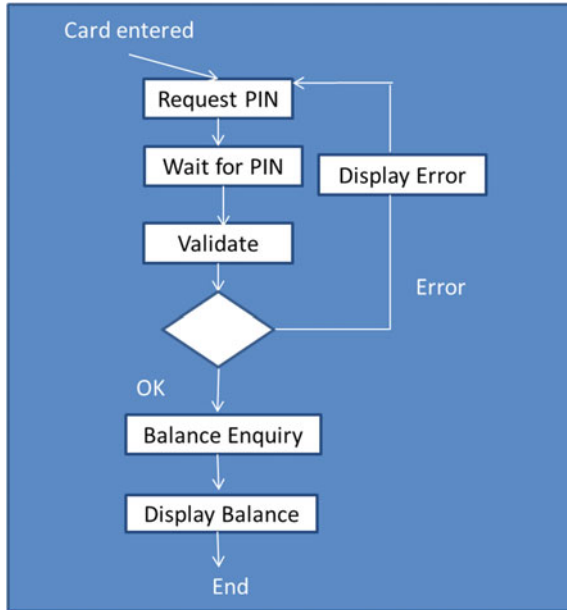 Card entered
Request PIN
Wait for PIN
Display Error
Validate
Error
OK
Balance Enquiry
Display Balance
End